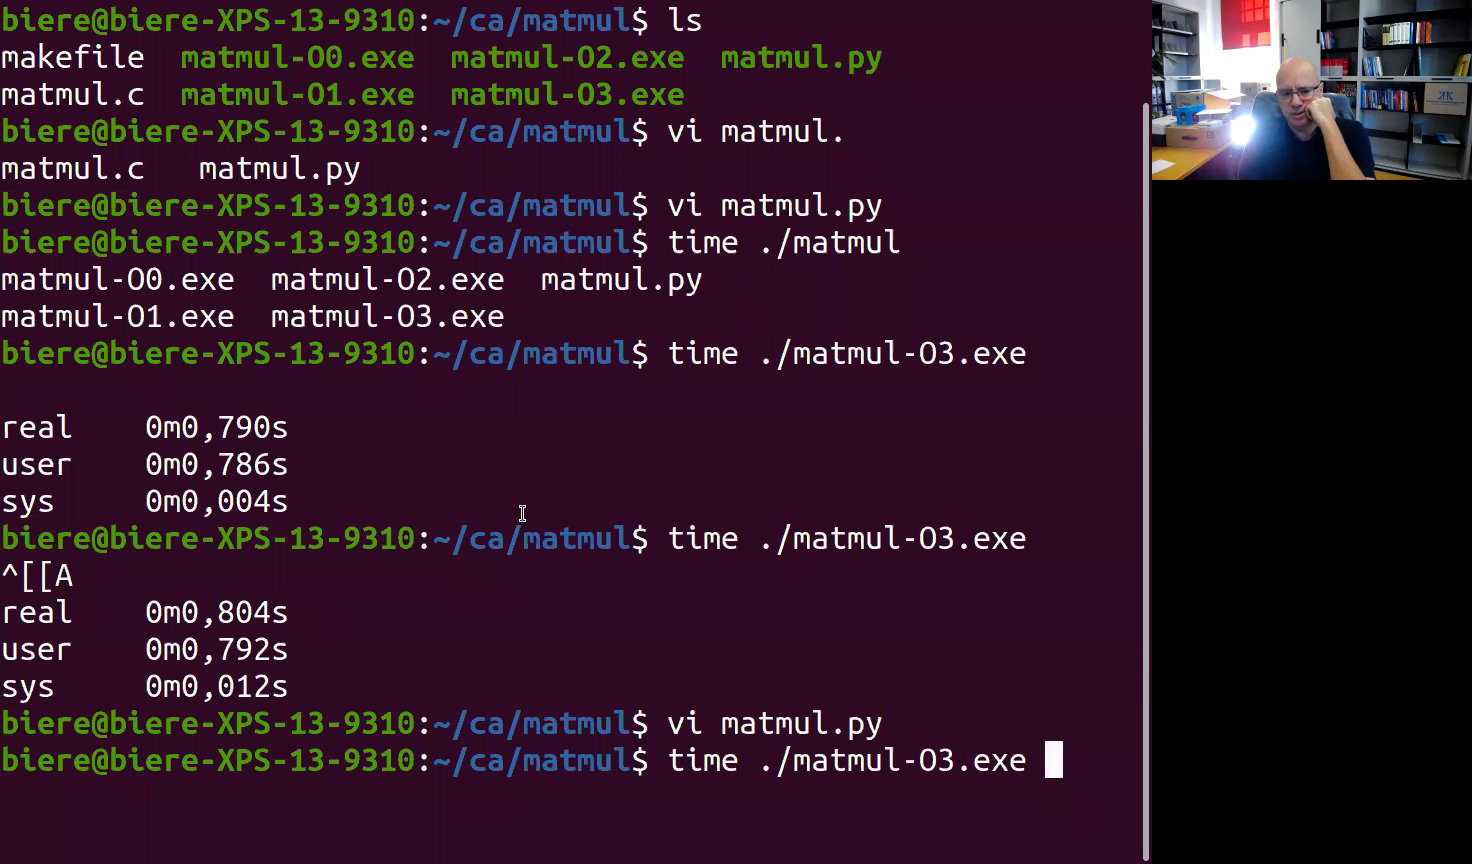 biere@biere-XPS-13-9310:~/ca/matmul$ ls
makefile  matmul-O0.exe  matmul-O2.exe  matmul.py
matmul.c  matmul-O1.exe  matmul-O3.exe
biere@biere-XPS-13-9310:~/ca/matmul$ vi matmul.
matmul.c   matmul.py
biere@biere-XPS-13-9310:~/ca/matmul$ vi matmul.py
biere@biere-XPS-13-9310:~/ca/matmul$ time ./matmul
matmul-O0.exe  matmul-O2.exe  matmul.py
matmul-O1.exe  matmul-O3.exe
biere@biere-XPS-13-9310:~/ca/matmul$ time ./matmul-O3.exe
real    0m0,790s
user    0m0,786s
sys     0m0,004s
biere@biere-XPS-13-9310:~/ca/matmul$ time ./matmul-O3.exe
^[[A
real    0m0,804s
user    0m0,792s
sys     0m0,012s
biere@biere-XPS-13-9310:~/ca/matmul$ vi matmul.py
biere@biere-XPS-13-9310:~/ca/matmul$ time ./matmul-O3.exe